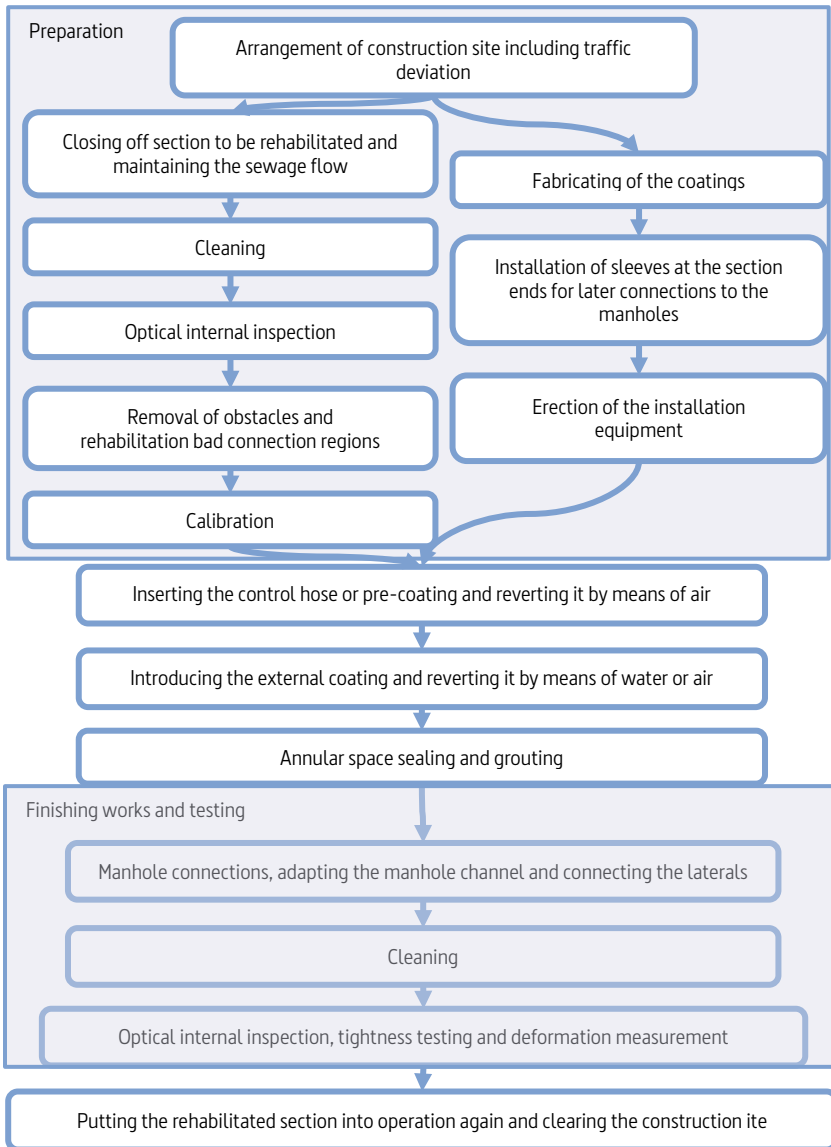 Preparation
Arrangement of construction site including traffic
deviation
Closing off section to be rehabilitated and
maintaining the sewage flow
Cleaning
Optical internal inspection
Removal of obstacles and
rehabilitation bad connection regions
Calibration
Fabricating of the coatings
Installation of sleeves at the section
ends for later connections to the
manholes
Erection of the installation
equipment
Inserting the control hose or pre-coating and reverting it by means of air
Introducing the external coating and reverting it by means of water or air
Annular space sealing and grouting
Finishing works and testing
Manhole connections, adapting the manhole channel and connecting the laterals
Cleaning
Optical internal inspection, tightness testing and deformation measurement
Putting the rehabilitated section into operation again and clearing the construction ite